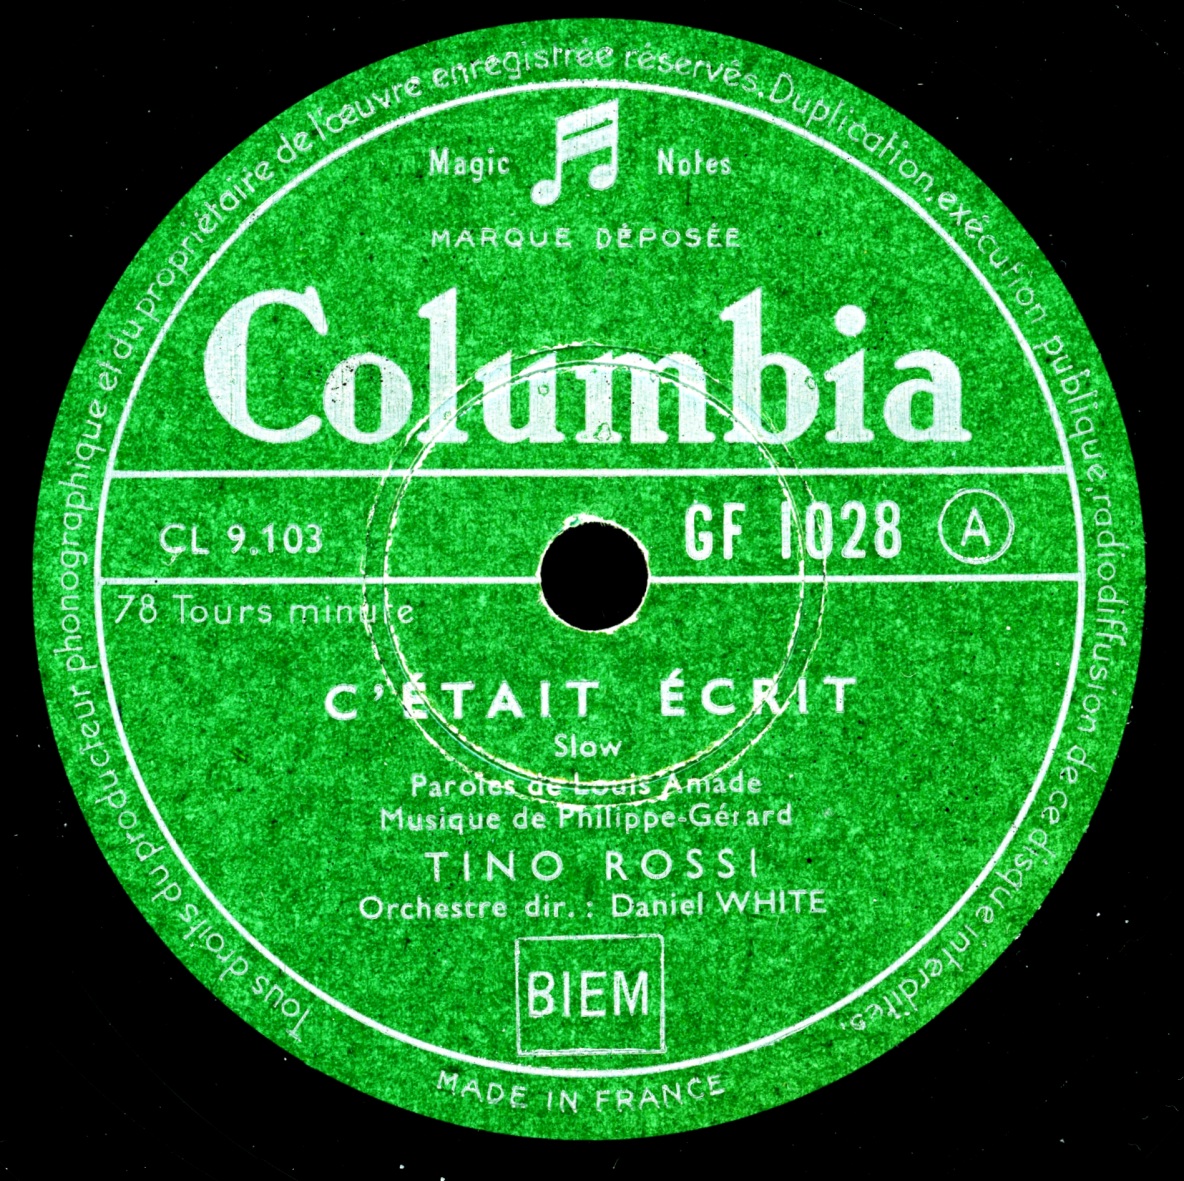 Tous droits du producteur phonographique et du propriétaire de l'œuvre enregistrée réservés. Duplication, exécution publique, radiodiffusion de ce disque interdites.
Magic Notes
MARQUE DÉPOSÉE
Columbia
CL 9.103 GF 1028 A
78 Tours minute
C'ÉTAIT ÉCRIT
Slow
Paroles de Louis Amade
Musique de Philippe-Gérard
TINO ROSSI
Orchestre dir. : Daniel WHITE
BIEM
MADE IN FRANCE